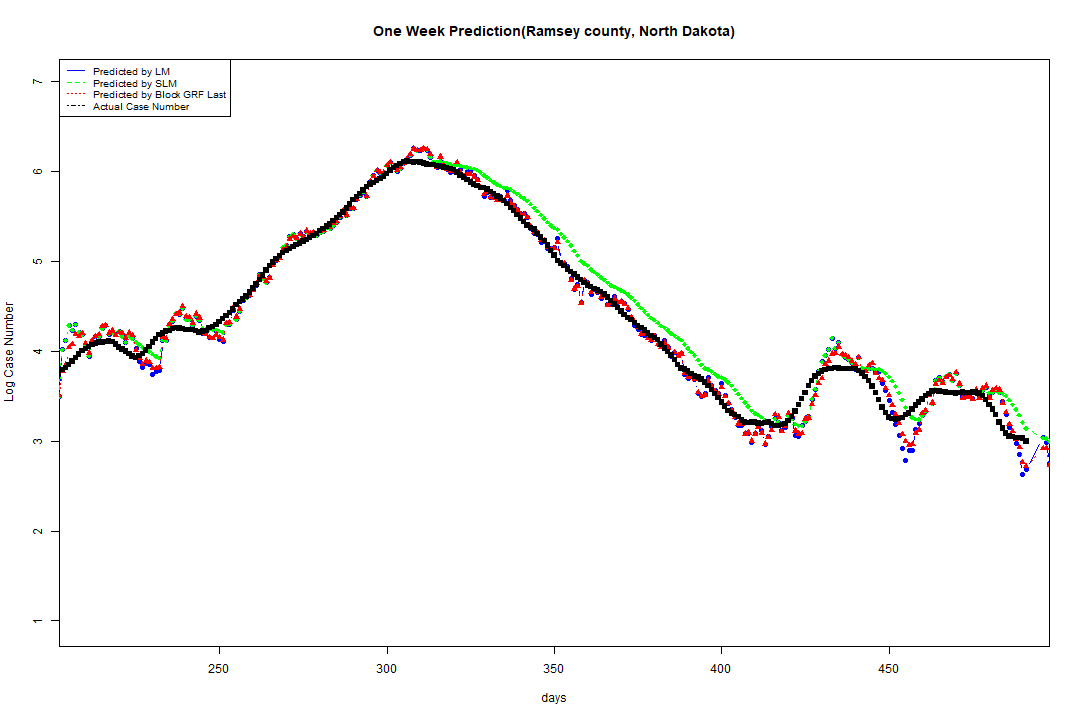 One Week Prediction(Ramsey county, North Dakota)
Predicted by LM
Predicted by SLM
Predicted by Block GRF Last
Actual Case Number
Log Case Number
7
6
5
4
3
2
1
250
300
350
400
450
days